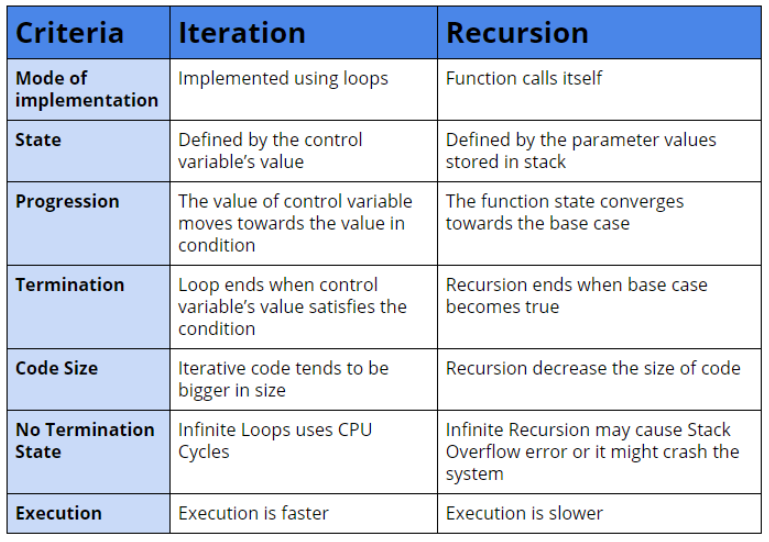 Criteria Iteration Recursion
Mode of Implemented using loops Function calls itself
implementation
State Defined by the control Defined by the parameter values
variable’s value stored in stack
Progression The value of control variable The function state converges
moves towards the value in towards the base case
condition
Termination Loop ends when control Recursion ends when base case
variable’s value satisfies the becomes true
condition
Code Size Iterative code tends to be Recursion decrease the size of code
bigger in size
No Termination Infinite Loops uses CPU Infinite Recursion may cause Stack
State Cycles Overflow error or it might crash the
system
Execution Execution is faster Execution is slower